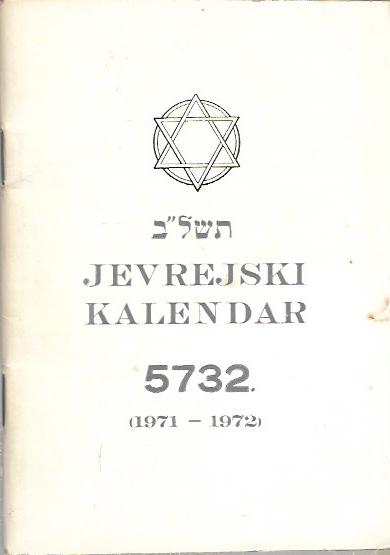 תשל"ב
JEVREJSKI
KALENDAR
5732.
(1971 – 1972)